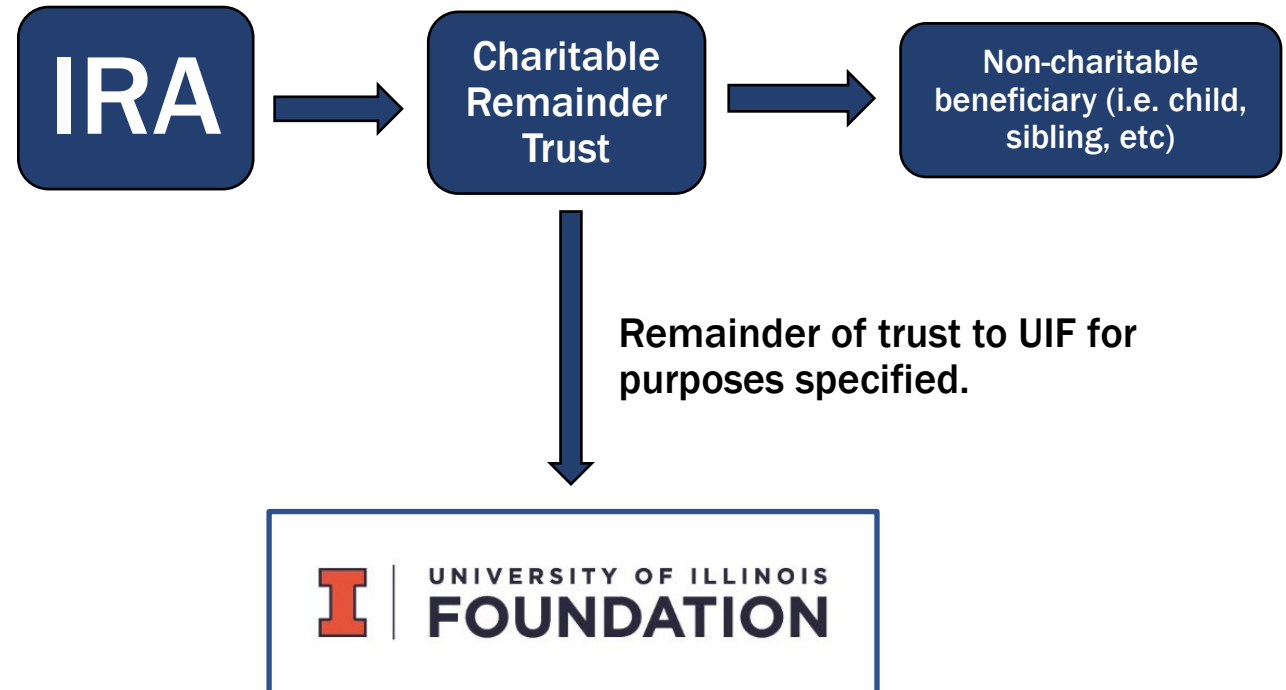 IRA
Charitable
Remainder
Trust
Non-charitable
beneficiary (i.e. child,
sibling, etc)
Remainder of trust to UIF for
purposes specified.
I
UNIVERSITY OF ILLINOIS
FOUNDATION